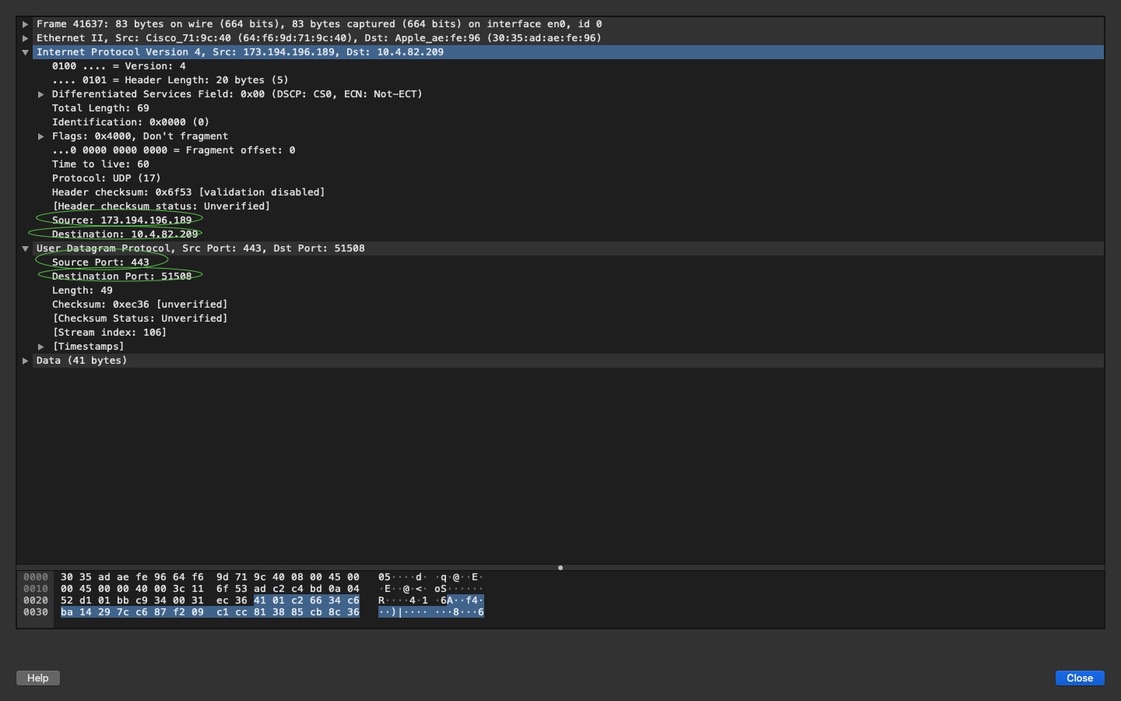 Frame 41637: 83 bytes on wire (664 bits), 83 bytes captured (664 bits) on interface en0, id 0
Ethernet II, Src: Cisco_71:9c:40 (64:f6:9d:71:9c:40), Dst: Apple_ae:fe:96 (30:35:ad:ae:fe:96)
Internet Protocol Version 4, Src: 173.194.196.189, Dst: 10.4.82.209
0100 .... = Version: 4
.... 0101 = Header Length: 20 bytes (5)
Differentiated Services Field: 0x00 (DSCP: CS0, ECN: Not-ECT)
Total Length: 69
Identification: 0x0000 (0)
Flags: 0x4000, Don't fragment
...0 0000 0000 0000 = Fragment offset: 0
Time to live: 60
Protocol: UDP (17)
Header checksum: 0x6f53 [validation disabled]
[Header checksum status: Unverified]
Source: 173.194.196.189
Destination: 10.4.82.209
User Datagram Protocol, Src Port: 443, Dst Port: 51508
Source Port: 443
Destination Port: 51508
Length: 49
Checksum: 0xec36 [unverified]
[Checksum Status: Unverified]
[Stream index: 106]
[Timestamps]
Data (41 bytes)
0000 30 35 ad ae fe 96 64 f6 9d 71 9c 40 08 00 45 00 05····d· ·q·@··E·
0010 00 45 00 00 40 00 3c 11 6f 53 ad c2 c4 bd 0a 04 ·E··@·<· oS······
0020 52 d1 01 bb c9 34 00 31 ec 36 41 01 c2 66 34 c6 R····4·1 ·6A··f4·
0030 ba 14 29 7c c6 87 f2 09 c1 cc 81 38 85 cb 8c 36 ··)|···· ···8···6
Help
Close